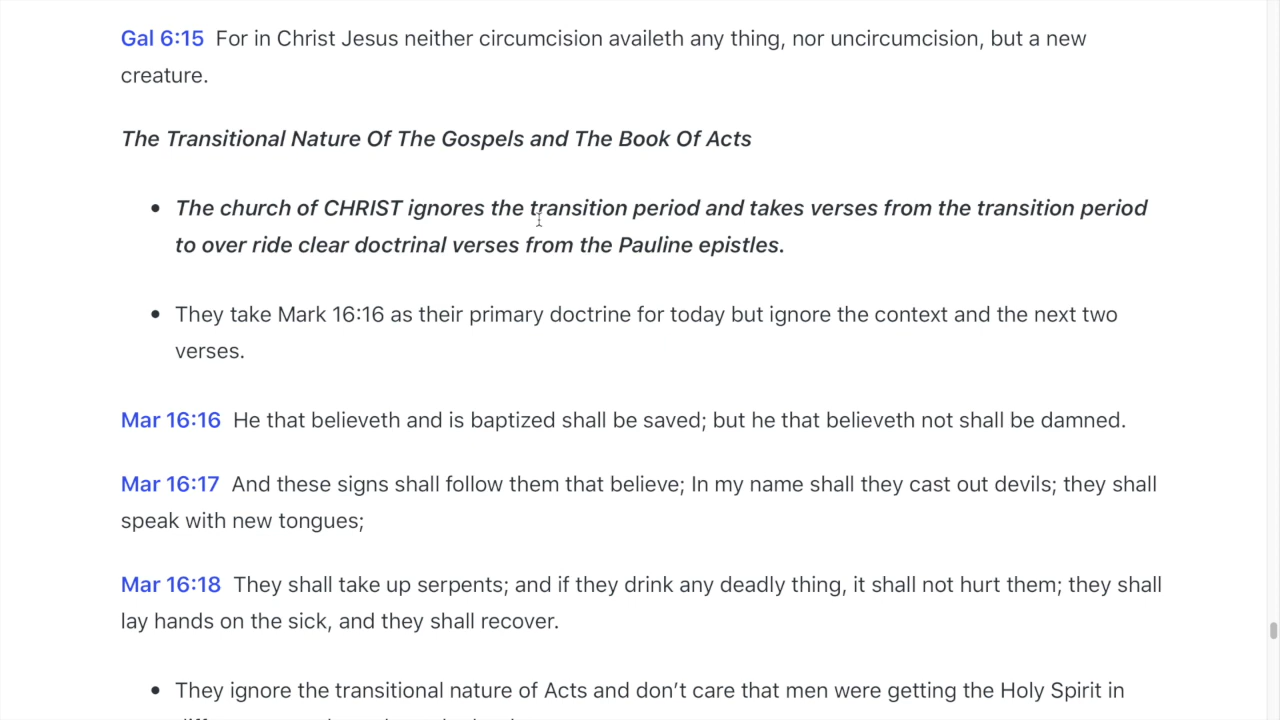 Gal 6:15 For in Christ Jesus neither circumcision availeth any thing, nor uncircumcision, but a new
creature.
The Transitional Nature Of The Gospels and The Book Of Acts
• The church of CHRIST ignores the transition period and takes verses from the transition period
to over ride clear doctrinal verses from the Pauline epistles.
• They take Mark 16:16 as their primary doctrine for today but ignore the context and the next two
verses.
Mar 16:16 He that believeth and is baptized shall be saved; but he that believeth not shall be damned.
Mar 16:17 And these signs shall follow them that believe; In my name shall they cast out devils; they shall
speak with new tongues;
Mar 16:18 They shall take up serpents; and if they drink any deadly thing, it shall not hurt them; they shall
lay hands on the sick, and they shall recover.
• They ignore the transitional nature of Acts and don’t care that men were getting the Holy Spirit in